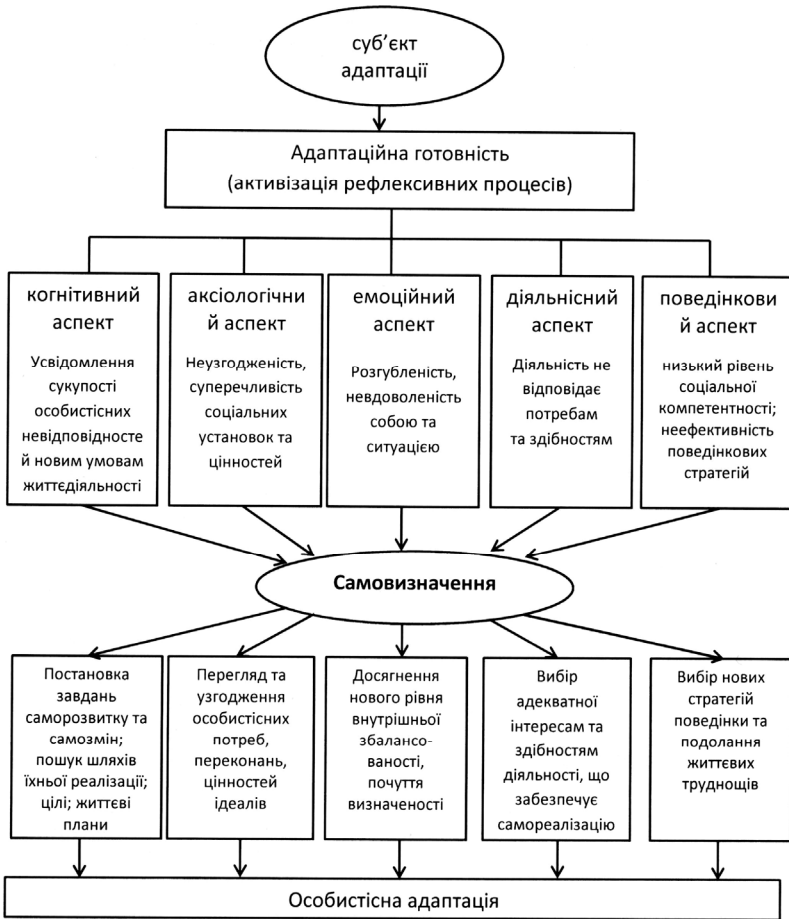 суб’єкт
адаптації
Адаптаційна готовність
(активізація рефлексивних процесів)
когнітивний
аспект
Усвідомлення
сукупості
особистісних
невідповідносте
й новим умовам
життєдіяльності
аксіологічни
й аспект
Неузгодженість,
суперечливість
соціальних
установок та
цінностей
емоційний
аспект
Розгубленість,
невдоволеність
собою та
ситуацією
діяльнісний
аспект
Діяльність не
відповідає
потребам
та здібностям
поведінкови
й аспект
низький рівень
соціальної
компетентності;
неефективність
поведінкових
стратегій
Самовизначення
Постановка
завдань
саморозвитку та
самозмін;
пошук шляхів
їхньої реалізації;
цілі; життєві
плани
Перегляд та
узгодження
особистісних
потреб,
переконань,
цінностей
ідеалів
Досягнення
нового рівня
внутрішньої
збалансо-
ваності,
почуття
визначеності
Вибір
адекватної
інтересам та
здібностям
діяльності, що
забезпечує
самореалізацію
Вибір нових
стратегій
поведінки та
подолання
життєвих
труднощів
Особистісна адаптація